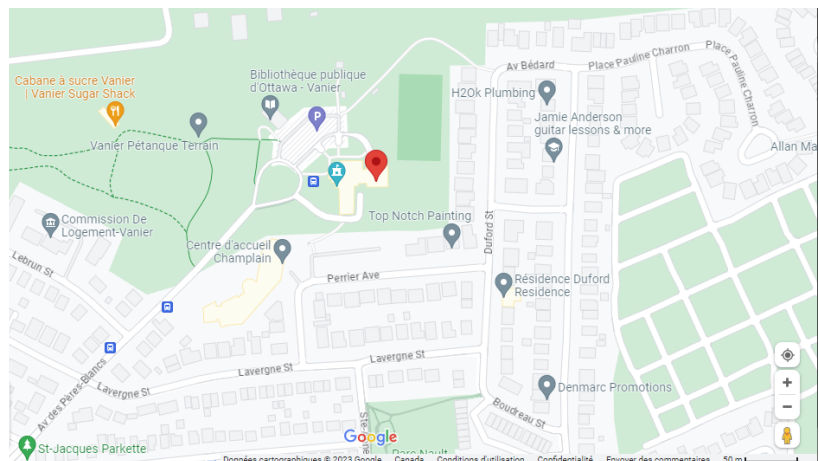 Av Bédard
Place Pauline Charron
Place Pauline Charron
Cabane à sucre Vanier
| Vanier Sugar Shack
Bibliothèque publique
d'Ottawa - Vanier
P
H2Ok Plumbing
Jamie Anderson
guitar lessons & more
Vanier Pétanque Terrain
Allan Ma
Commission De
Logement-Vanier
Top Notch Painting
Duford St
Centre d'accueil
Champlain
Lebrun St
Perrier Ave
Résidence Duford
Residence
Lavergne St
Lavergne St
Av des Pères-Blancs
Denmarc Promotions
Boudreau St
Google
St-Jacques Parkette
Parc Nault
Données cartographiques © 2023 Google Canada Conditions d'utilisation Confidentialité Envoyer des commentaires 50 m